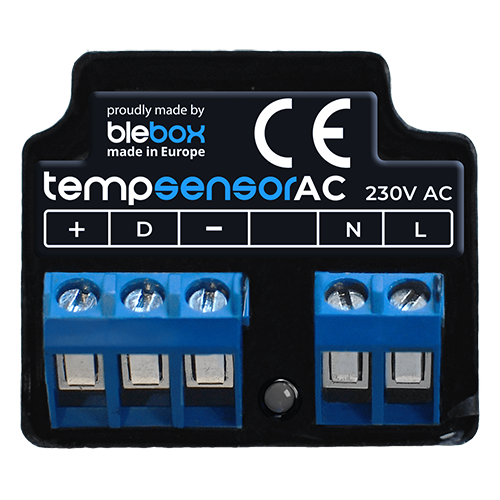 proudly made by
blebox
made in Europe
CE
tempsensorAC 230V AC
+ D - N L